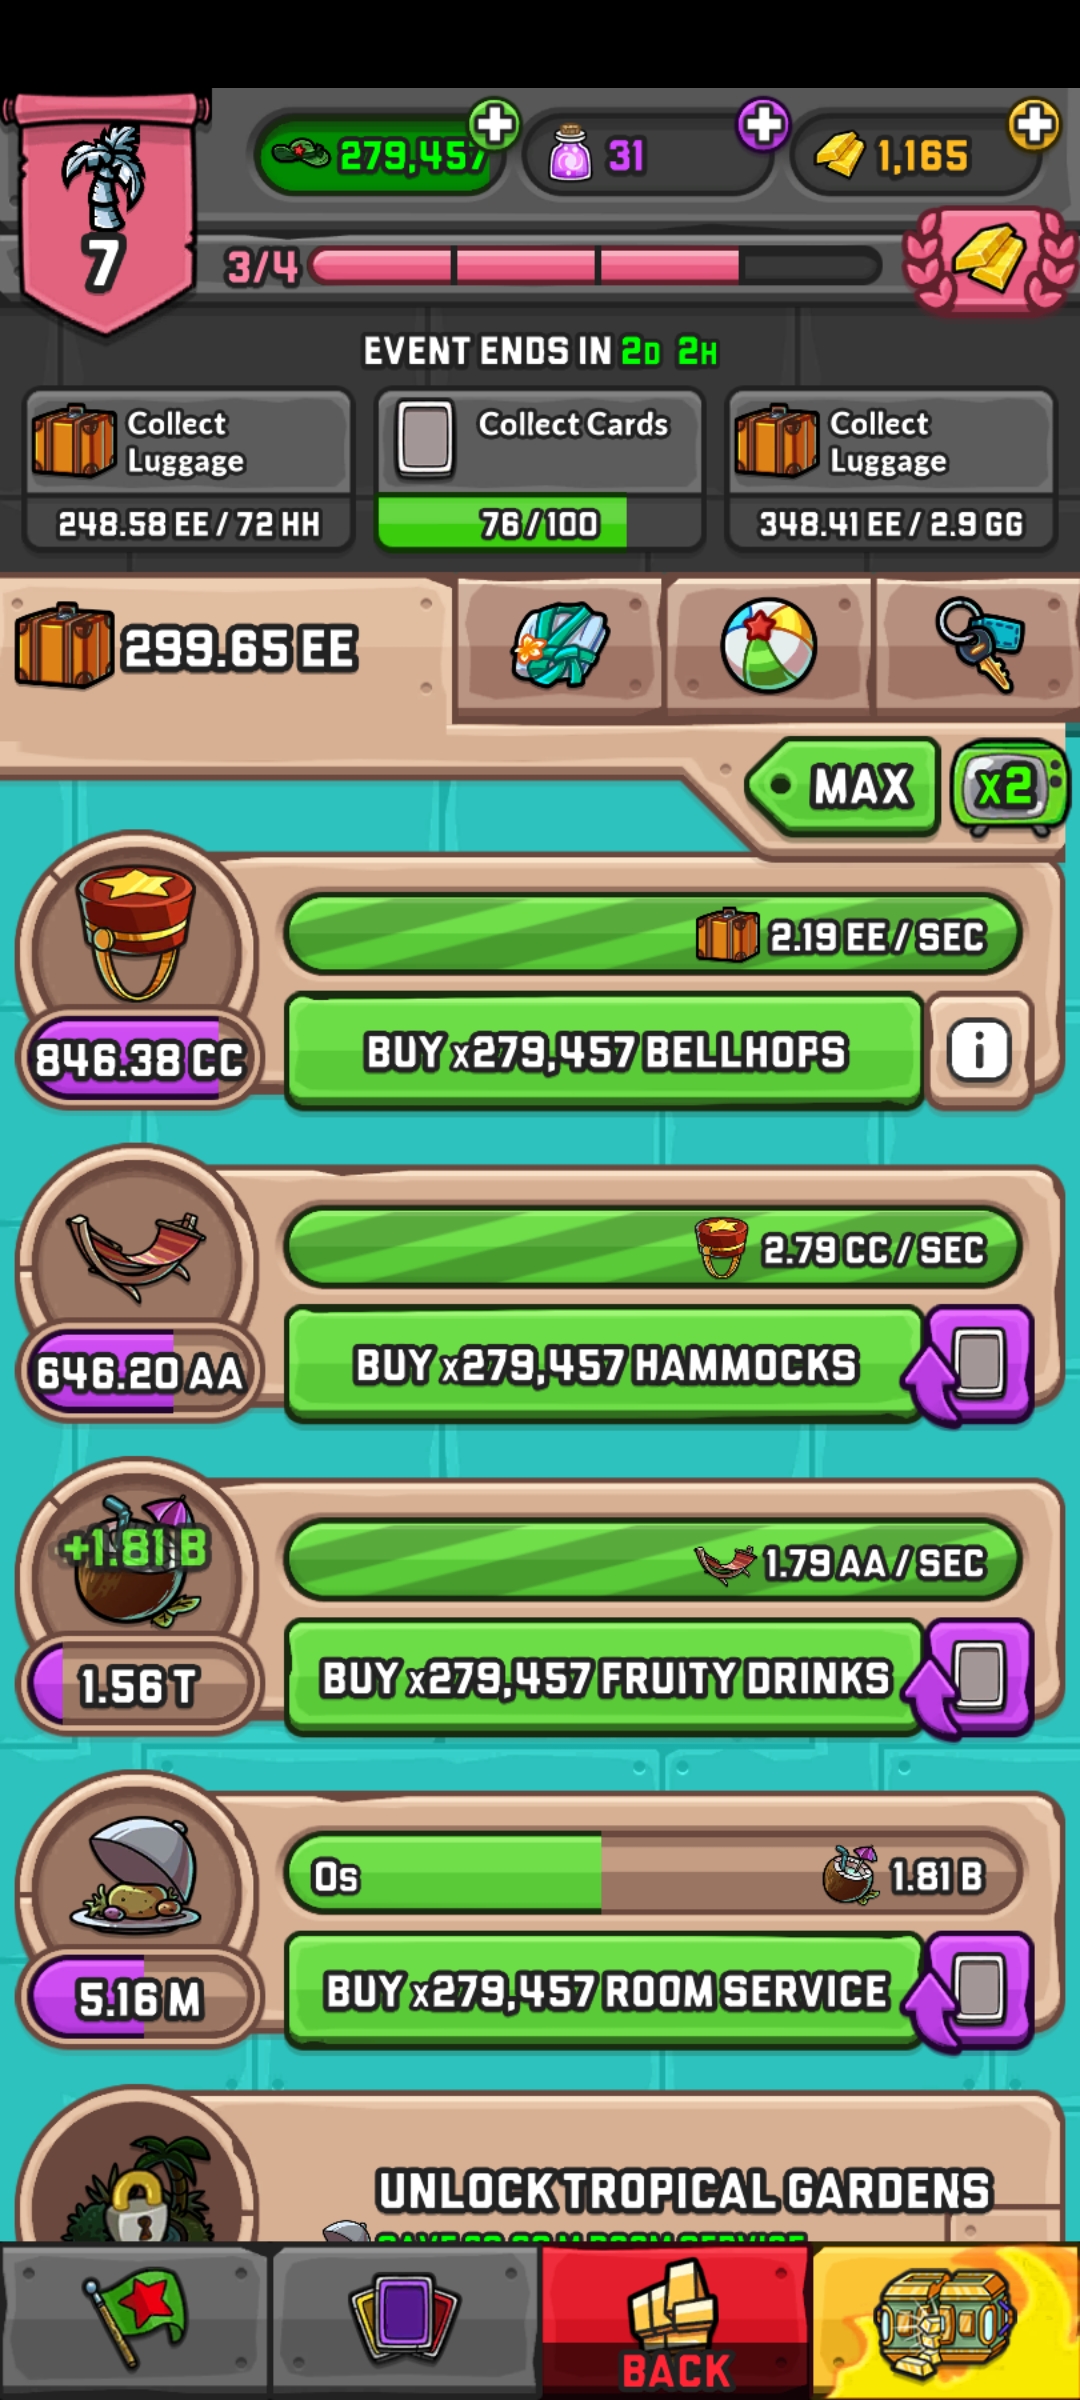 279,457
31
1,165
7
3/4
EVENT ENDS IN 2D 2H
Collect
Luggage
248.58 EE / 72 HH
Collect Cards
76/100
Collect
Luggage
348.41 EE / 2.9 GG
299.65 EE
MAX
x2
2.19 EE / SEC
846.38 CC
BUY x279,457 BELLHOPS
i
2.79 CC / SEC
646.20 AA
BUY x279,457 HAMMOCKS
+1.81 B
1.79 AA / SEC
1.56 T
BUY x279,457 FRUITY DRINKS
0s
1.81 B
5.16 M
BUY x279,457 ROOM SERVICE
UNLOCK TROPICAL GARDENS
ROOM SERVICE
BACK